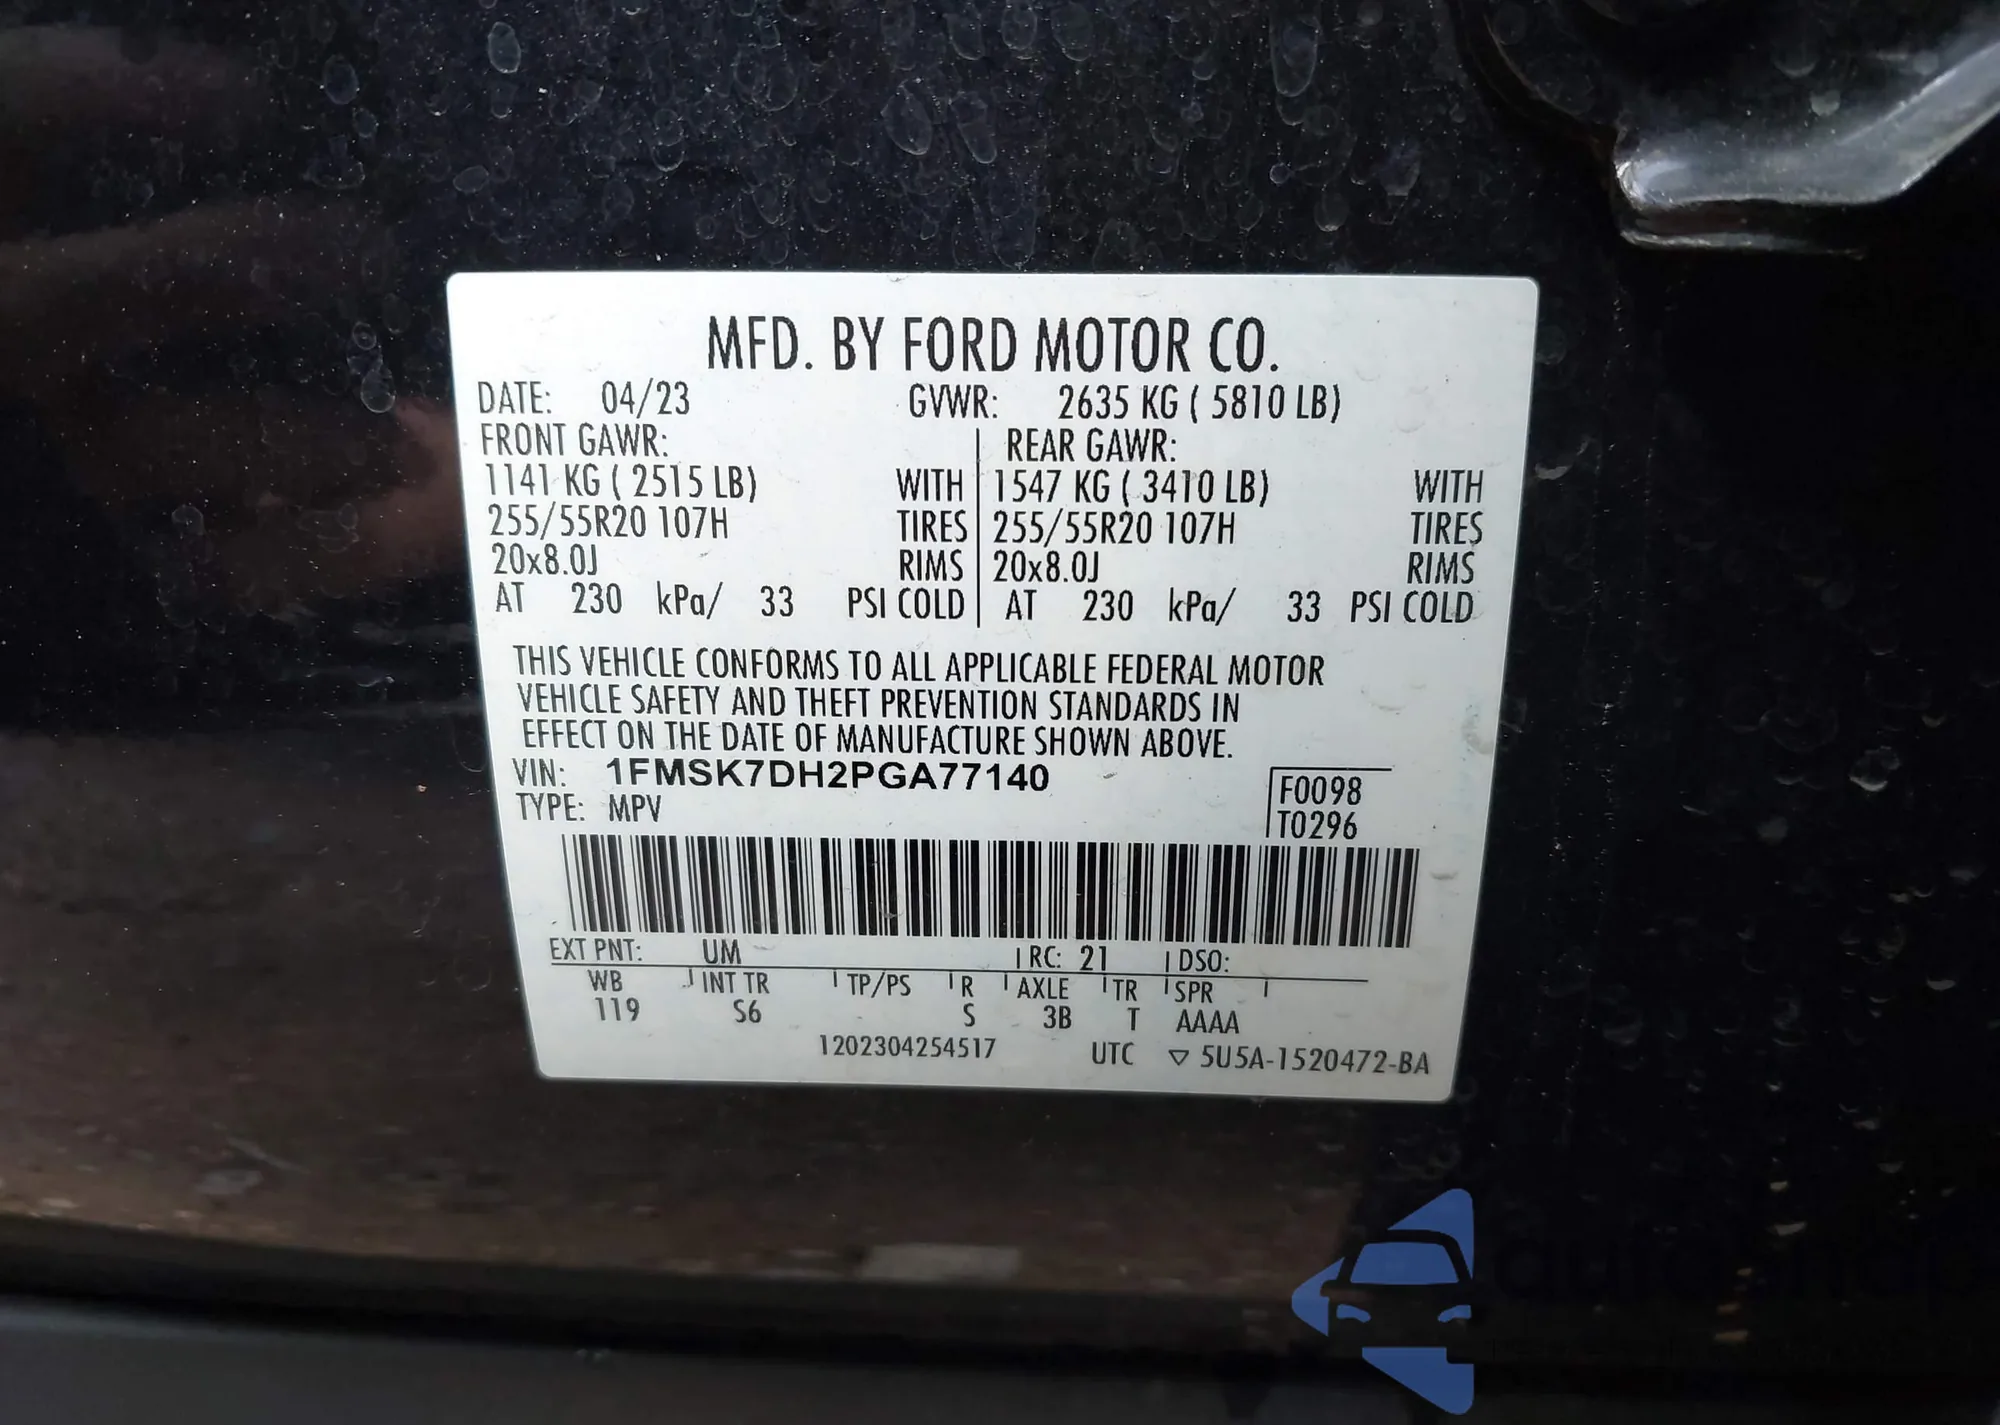 MFD. BY FORD MOTOR CO.
DATE: 04/23 GVWR: 2635 KG ( 5810 LB)
FRONT GAWR: REAR GAWR:
1141 KG ( 2515 LB) WITH 1547 KG ( 3410 LB) WITH
255/55R20 107H TIRES 255/55R20 107H TIRES
20x8.0J RIMS 20x8.0J RIMS
AT 230 kPa/ 33 PSI COLD AT 230 kPa/ 33 PSI COLD
THIS VEHICLE CONFORMS TO ALL APPLICABLE FEDERAL MOTOR
VEHICLE SAFETY AND THEFT PREVENTION STANDARDS IN
EFFECT ON THE DATE OF MANUFACTURE SHOWN ABOVE.
VIN: 1FMSK7DH2PGA77140
TYPE: MPV
F0098
T0296
EXT PNT: UM RC: 21 DSO:
WB INT TR TP/PS R AXLE TR SPR
119 S6 S 3B T AAAA
1202304254517 UTC ▽ 5U5A-1520472-BA